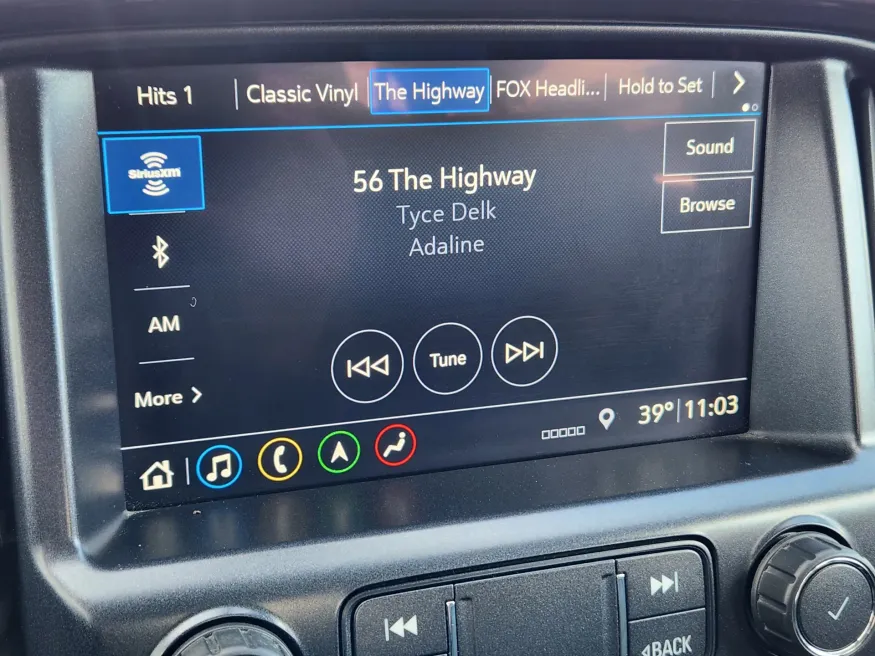 Hits 1
Classic Vinyl
The Highway
FOX Headli...
Hold to Set
SiriusXM
Sound
56 The Highway
Tyce Delk
Browse
Adaline
AM
Tune
More
39° 11:03
BACK